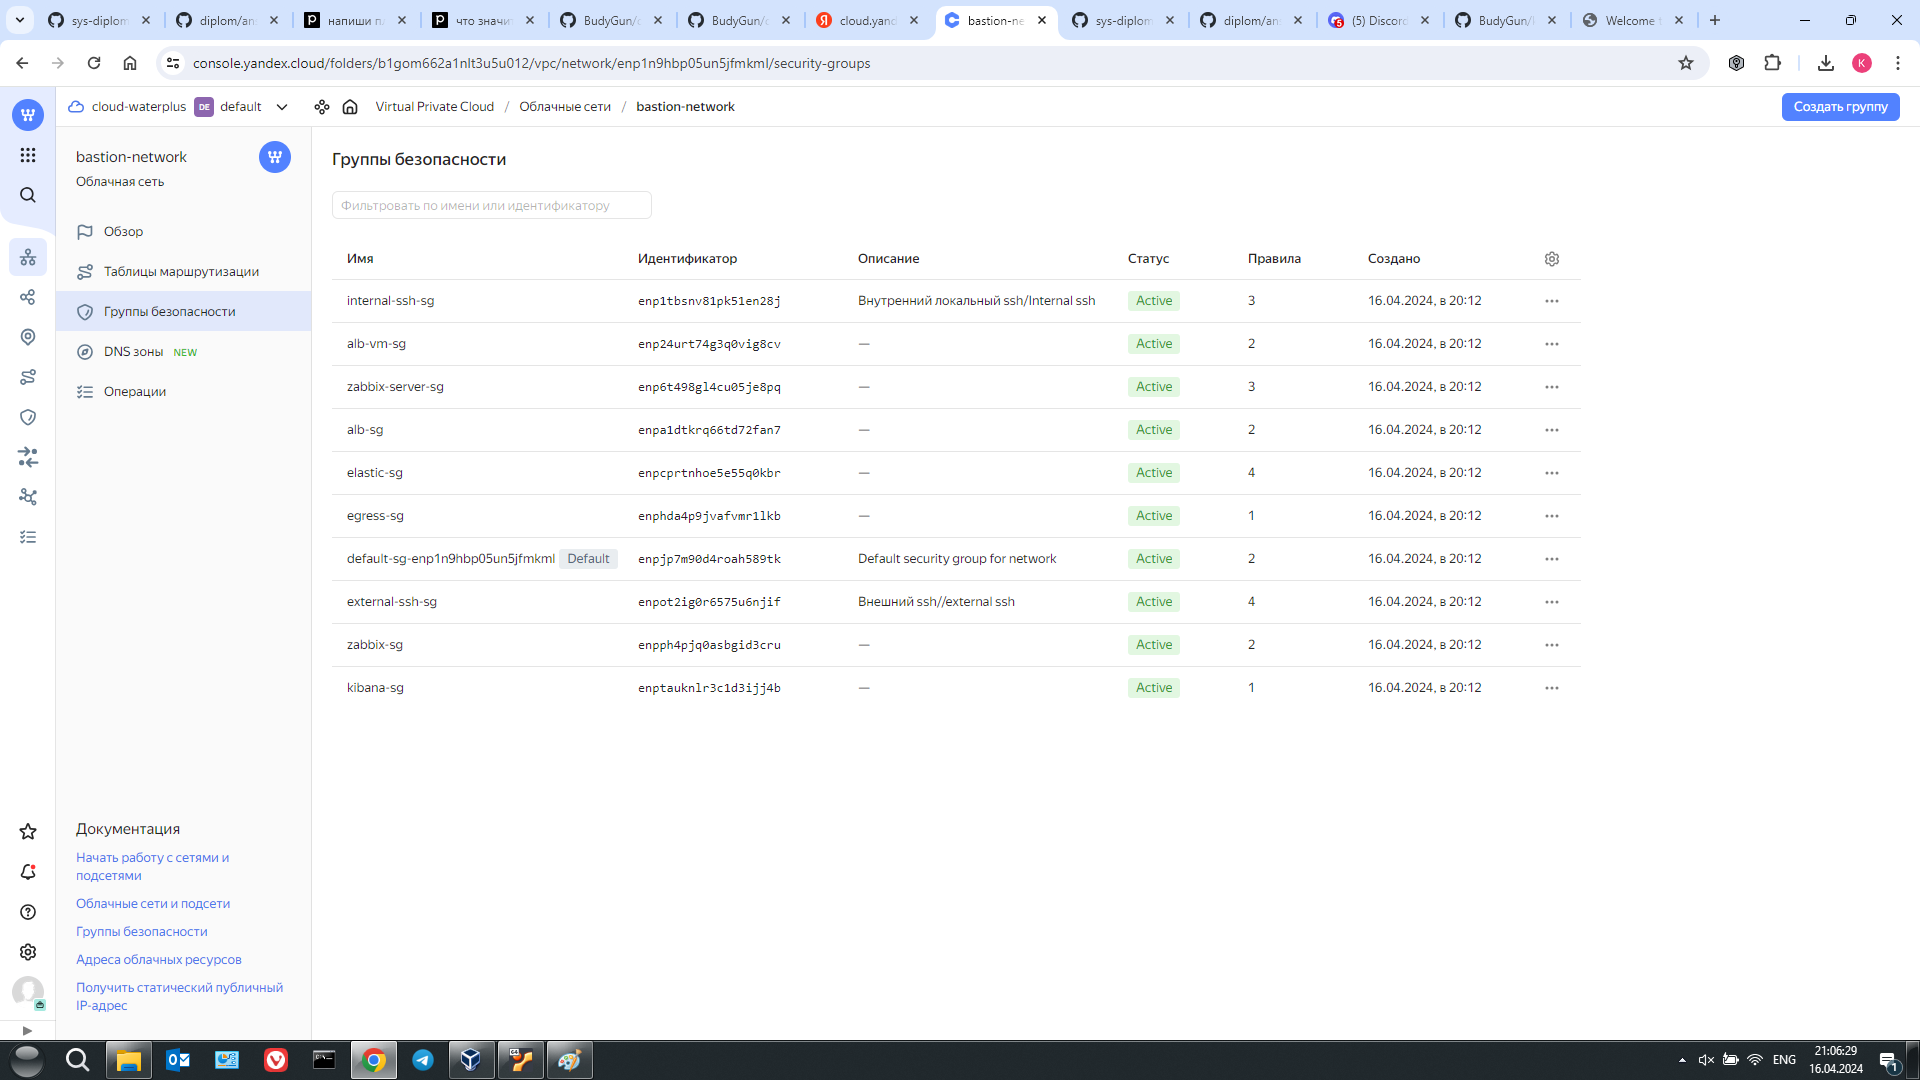 sys-diplom
diplom/an
напиши п
что значи
BudyGun/
BudyGun/
cloud.yand
bastion-ne
sys-diplom
diplom/an
(5) Discord
BudyGun/
Welcome
console.yandex.cloud/folders/b1gom662a1nlt3u5u012/vpc/network/enp1n9hbp05un5jfmkml/security-groups
K
cloud-waterplus DE default
Virtual Private Cloud / Облачные сети / bastion-network
Создать группу
bastion-network
Облачная сеть
Обзор
Таблицы маршрутизации
Группы безопасности
DNS зоны NEW
Операции
Группы безопасности
Фильтровать по имени или идентификатору
Имя Идентификатор Описание Статус Правила Создано
internal-ssh-sg enp1tbsnv81pk51en28j Внутренний локальный ssh/Internal ssh Active 3 16.04.2024, в 20:12
alb-vm-sg enp24urt74g3q0vig8cv — Active 2 16.04.2024, в 20:12
zabbix-server-sg enp6t498gl4cu05je8pq — Active 3 16.04.2024, в 20:12
alb-sg enpa1dtkrq66td72fan7 — Active 2 16.04.2024, в 20:12
elastic-sg enpcprtnhoe5e55q0kbr — Active 4 16.04.2024, в 20:12
egress-sg enphda4p9jvafvmr1lkb — Active 1 16.04.2024, в 20:12
default-sg-enp1n9hbp05un5jfmkml Default enpjp7m90d4roah589tk Default security group for network Active 2 16.04.2024, в 20:12
external-ssh-sg enpot2ig0r6575u6njif Внешний ssh//external ssh Active 4 16.04.2024, в 20:12
zabbix-sg enpph4pjq0asbgid3cru — Active 2 16.04.2024, в 20:12
kibana-sg enptauknlr3c1d3ijj4b — Active 1 16.04.2024, в 20:12
Документация
Начать работу с сетями и
подсетями
Облачные сети и подсети
Группы безопасности
Адреса облачных ресурсов
Получить статический публичный
IP-адрес
ENG
21:06:29
16.04.2024
1